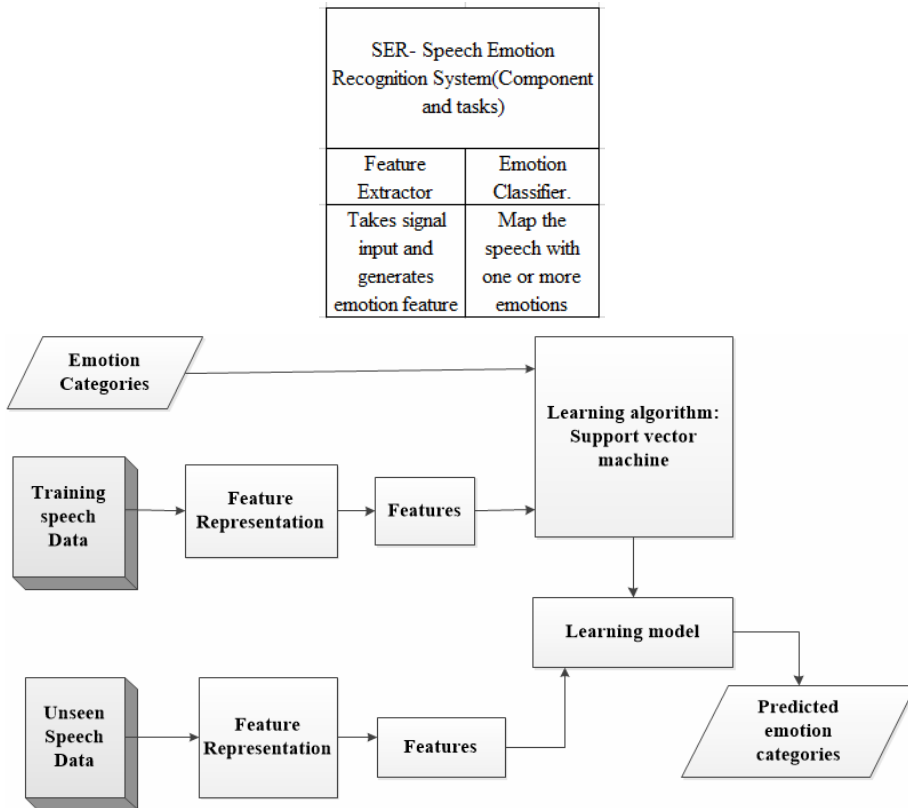 SER- Speech Emotion
Recognition System(Component
and tasks)
Feature
Extractor
Emotion
Classifier.
Takes signal
input and
generates
emotion feature
Map the
speech with
one or more
emotions
Emotion
Categories
Learning algorithm:
Support vector
machine
Training
speech
Data
Feature
Representation
Features
Learning model
Unseen
Speech
Data
Feature
Representation
Features
Predicted
emotion
categories